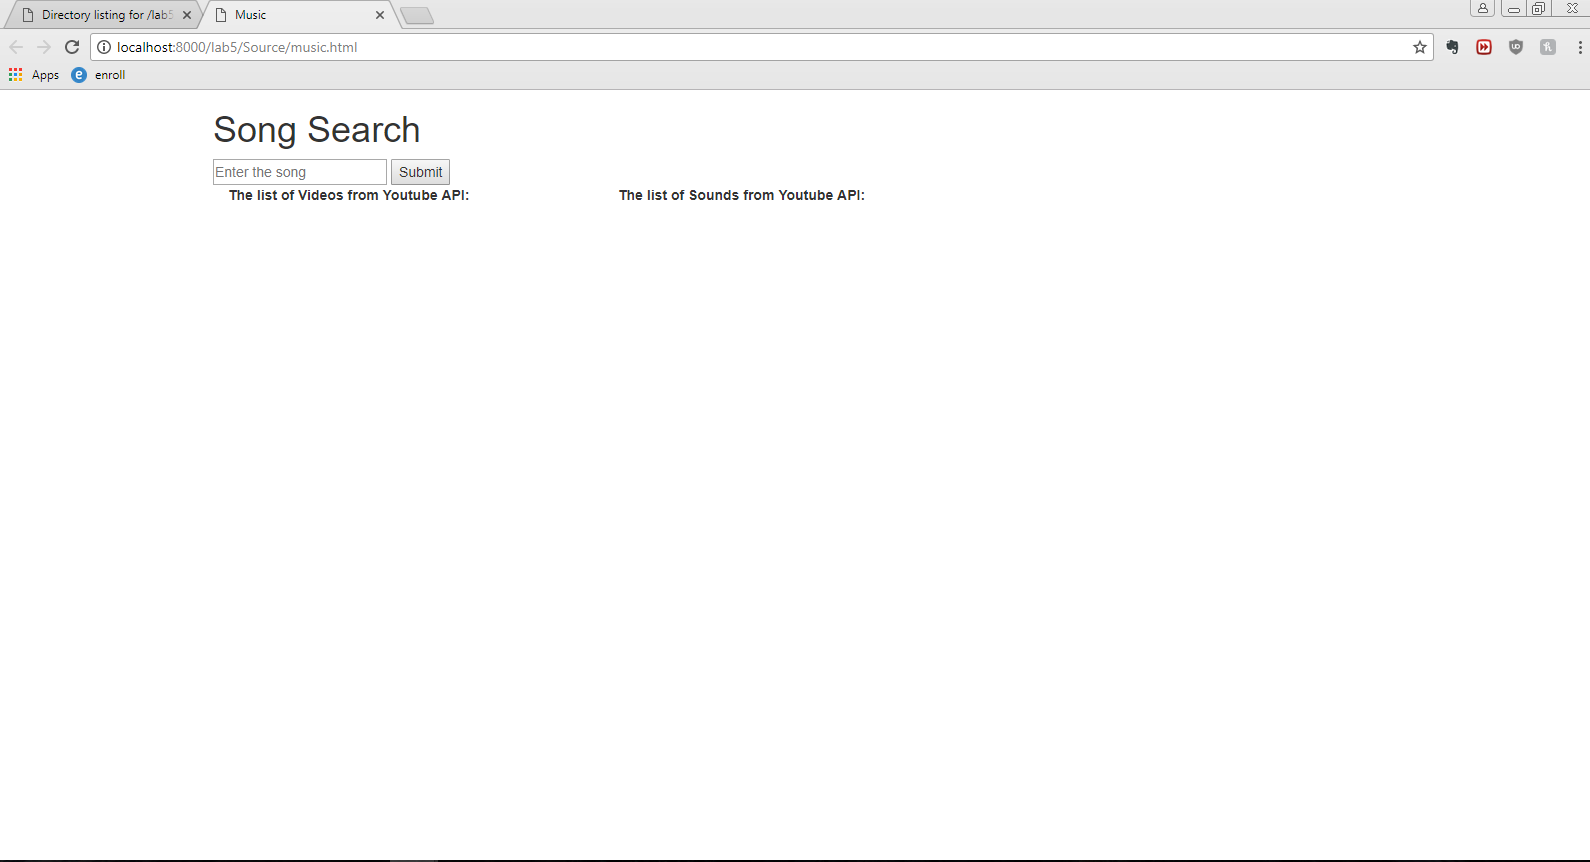 Directory listing for /lab5
Music
localhost:8000/lab5/Source/music.html
Apps
enroll
Song Search
Enter the song
Submit
The list of Videos from Youtube API:
The list of Sounds from Youtube API: